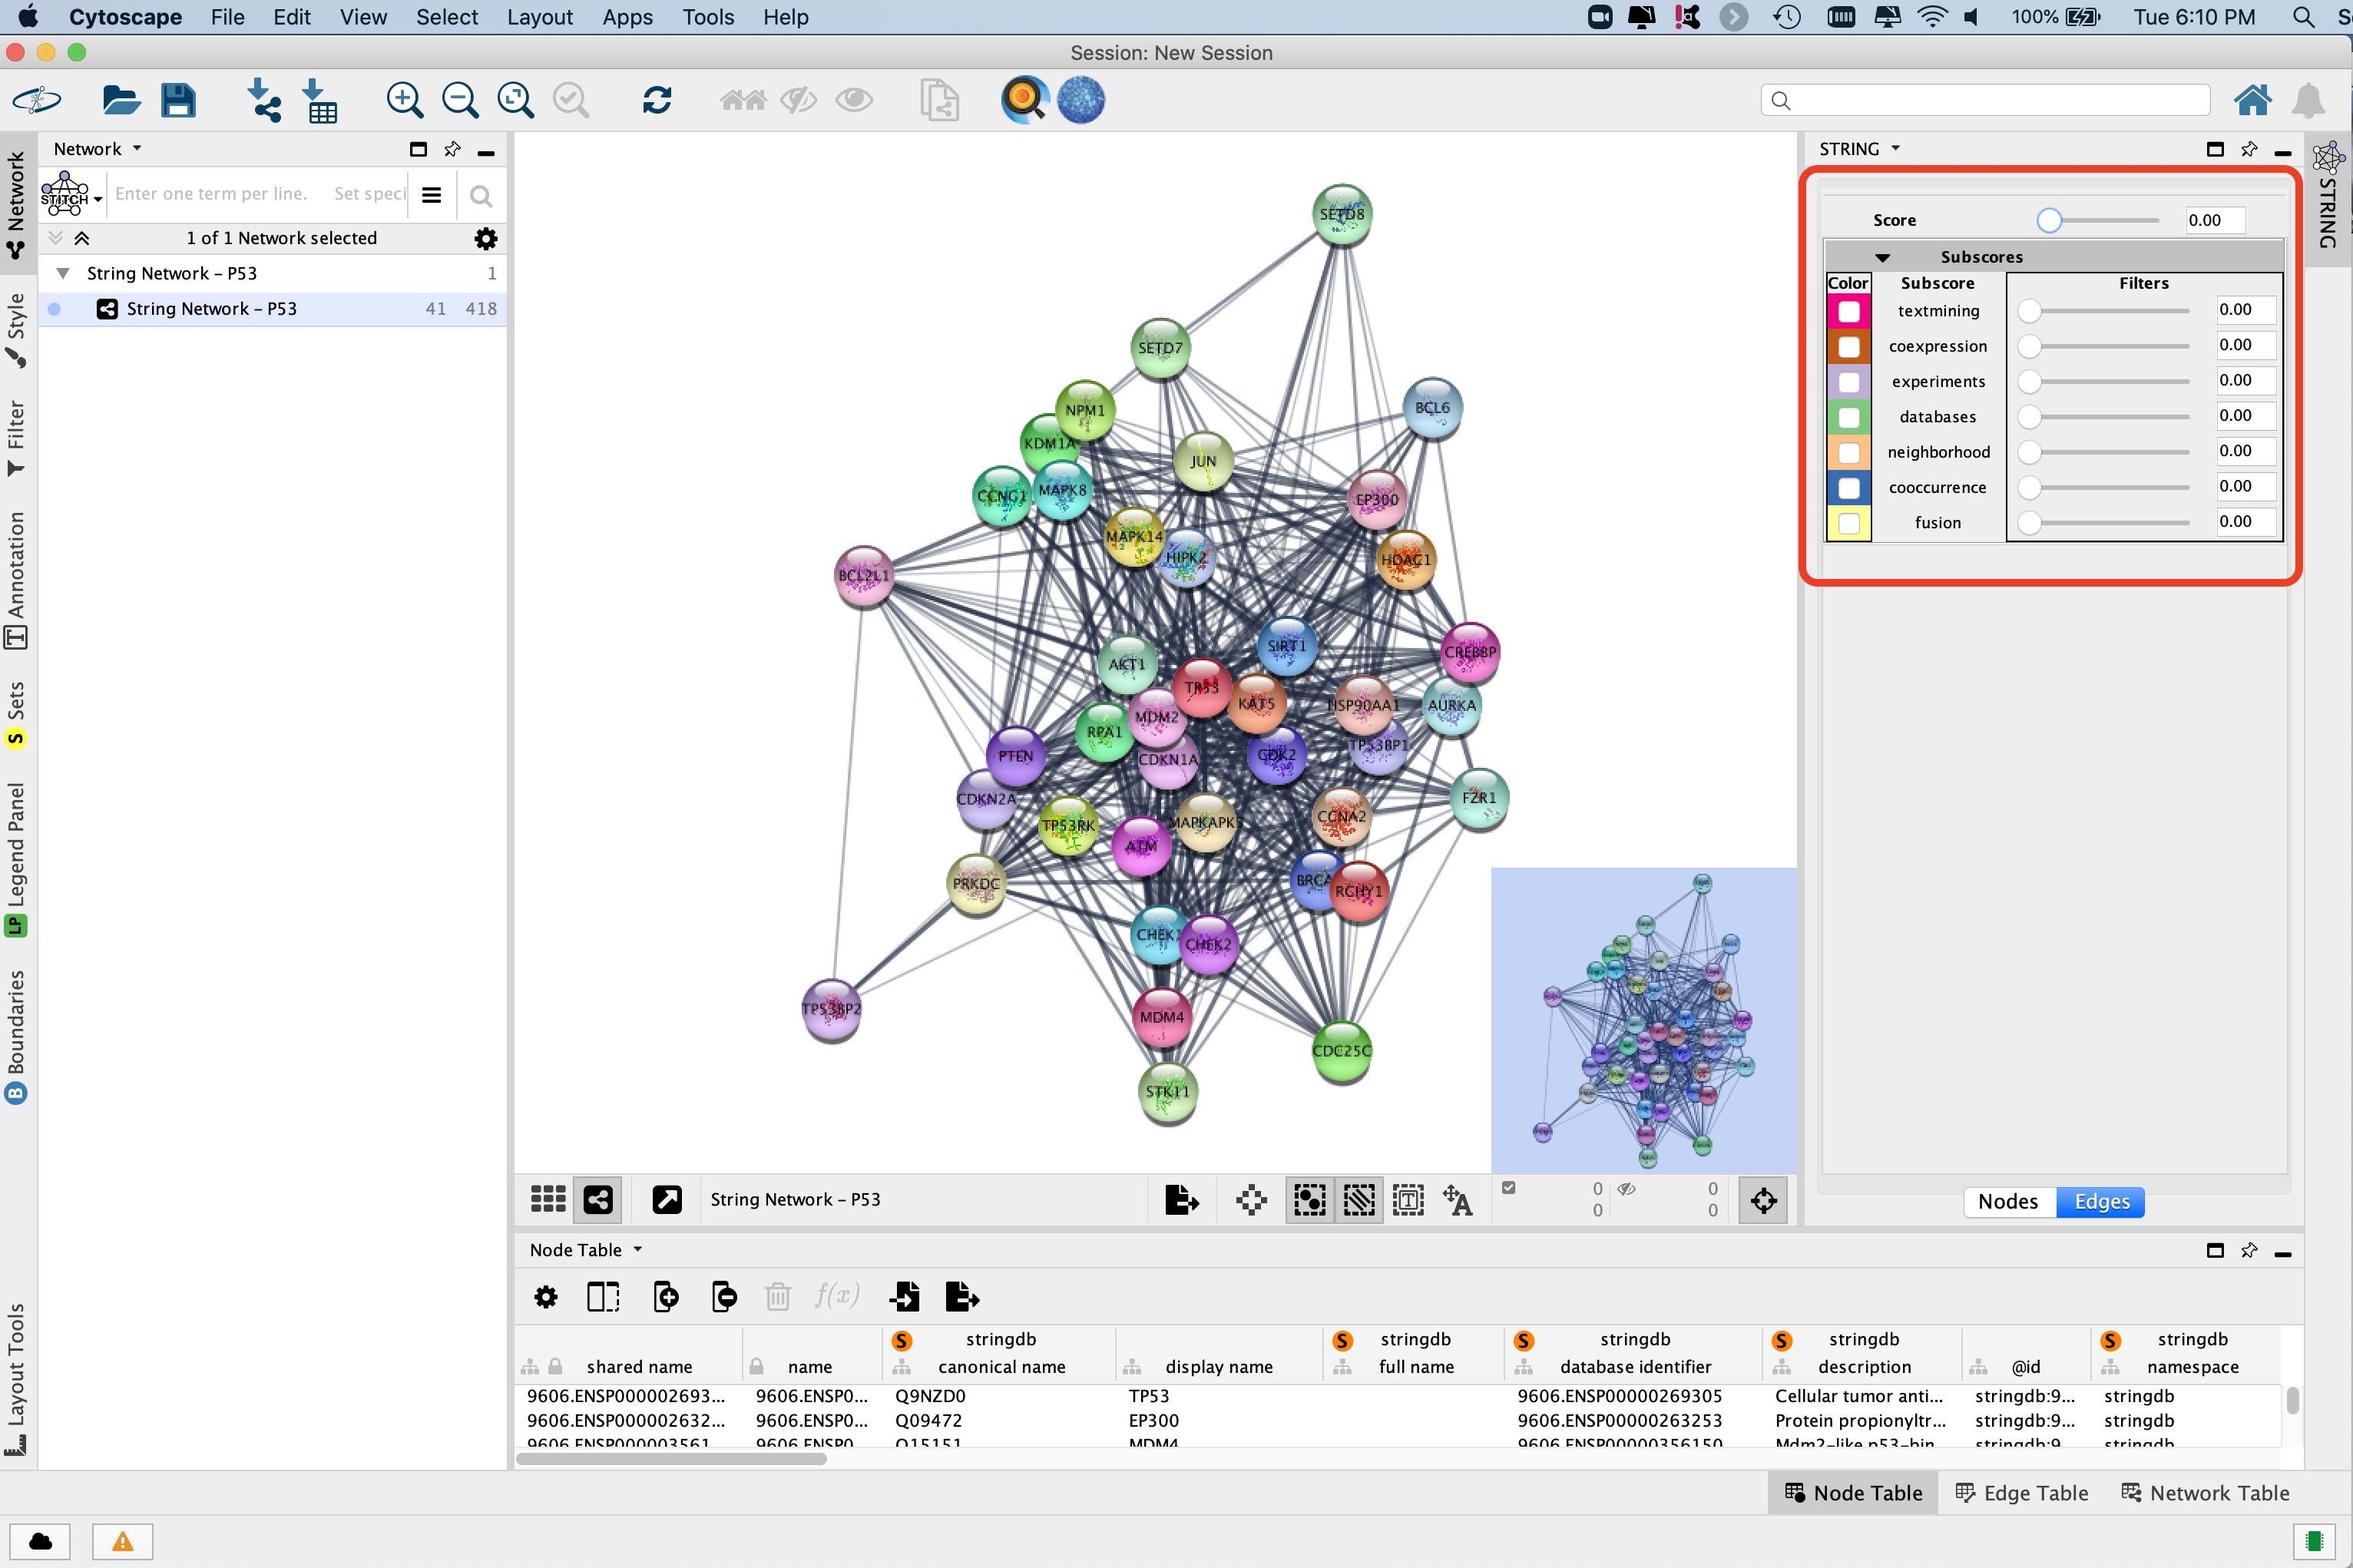 Cytoscape File Edit View Select Layout Apps Tools Help 100% Tue 6:10 PM
Session: New Session
Network
STITCH Enter one term per line. Set speci
1 of 1 Network selected
String Network – P53 1
String Network – P53 41 418
Network
Style
Filter
T Annotation
S Sets
LP Legend Panel
B Boundaries
Layout Tools
SETD8
SETD7
NPM1
BCL6
KDM1A
JUN
CCNG1
MAPK8
EP300
MAPK14
HIPK2
HDAC1
BCL2L1
SIRT1
CREBBP
AKT1
TP53
KAT5
HSP90AA1
AURKA
MDM2
RPA1
TP53BP1
PTEN
CDKN1A
CDK2
CDKN2A
FZR1
TP53RK
MAPKAPK5
CCNA2
ATM
PRKDC
BRCA
RCHY1
CHEK1
CHEK2
TP53BP2
MDM4
CDC25C
STK11
STRING
STRING
Score 0.00
Subscores
Color Subscore Filters
textmining 0.00
coexpression 0.00
experiments 0.00
databases 0.00
neighborhood 0.00
cooccurrence 0.00
fusion 0.00
Nodes Edges
String Network – P53
T A 0 0
0 0
Node Table
f(x)
S stringdb S stringdb S stringdb S stringdb S stringdb
shared name name canonical name display name full name database identifier description @id namespace
9606.ENSP000002693... 9606.ENSP0... Q9NZD0 TP53 9606.ENSP00000269305 Cellular tumor anti... stringdb:9... stringdb
9606.ENSP000002632... 9606.ENSP0... Q09472 EP300 9606.ENSP00000263253 Protein propionyltr... stringdb:9... stringdb
9606.ENSP000003561 9606.ENSP0 O15151 MDM4 9606.ENSP00000356150 Mdm2-like p53-bin stringdb:9 stringdb
Node Table Edge Table Network Table